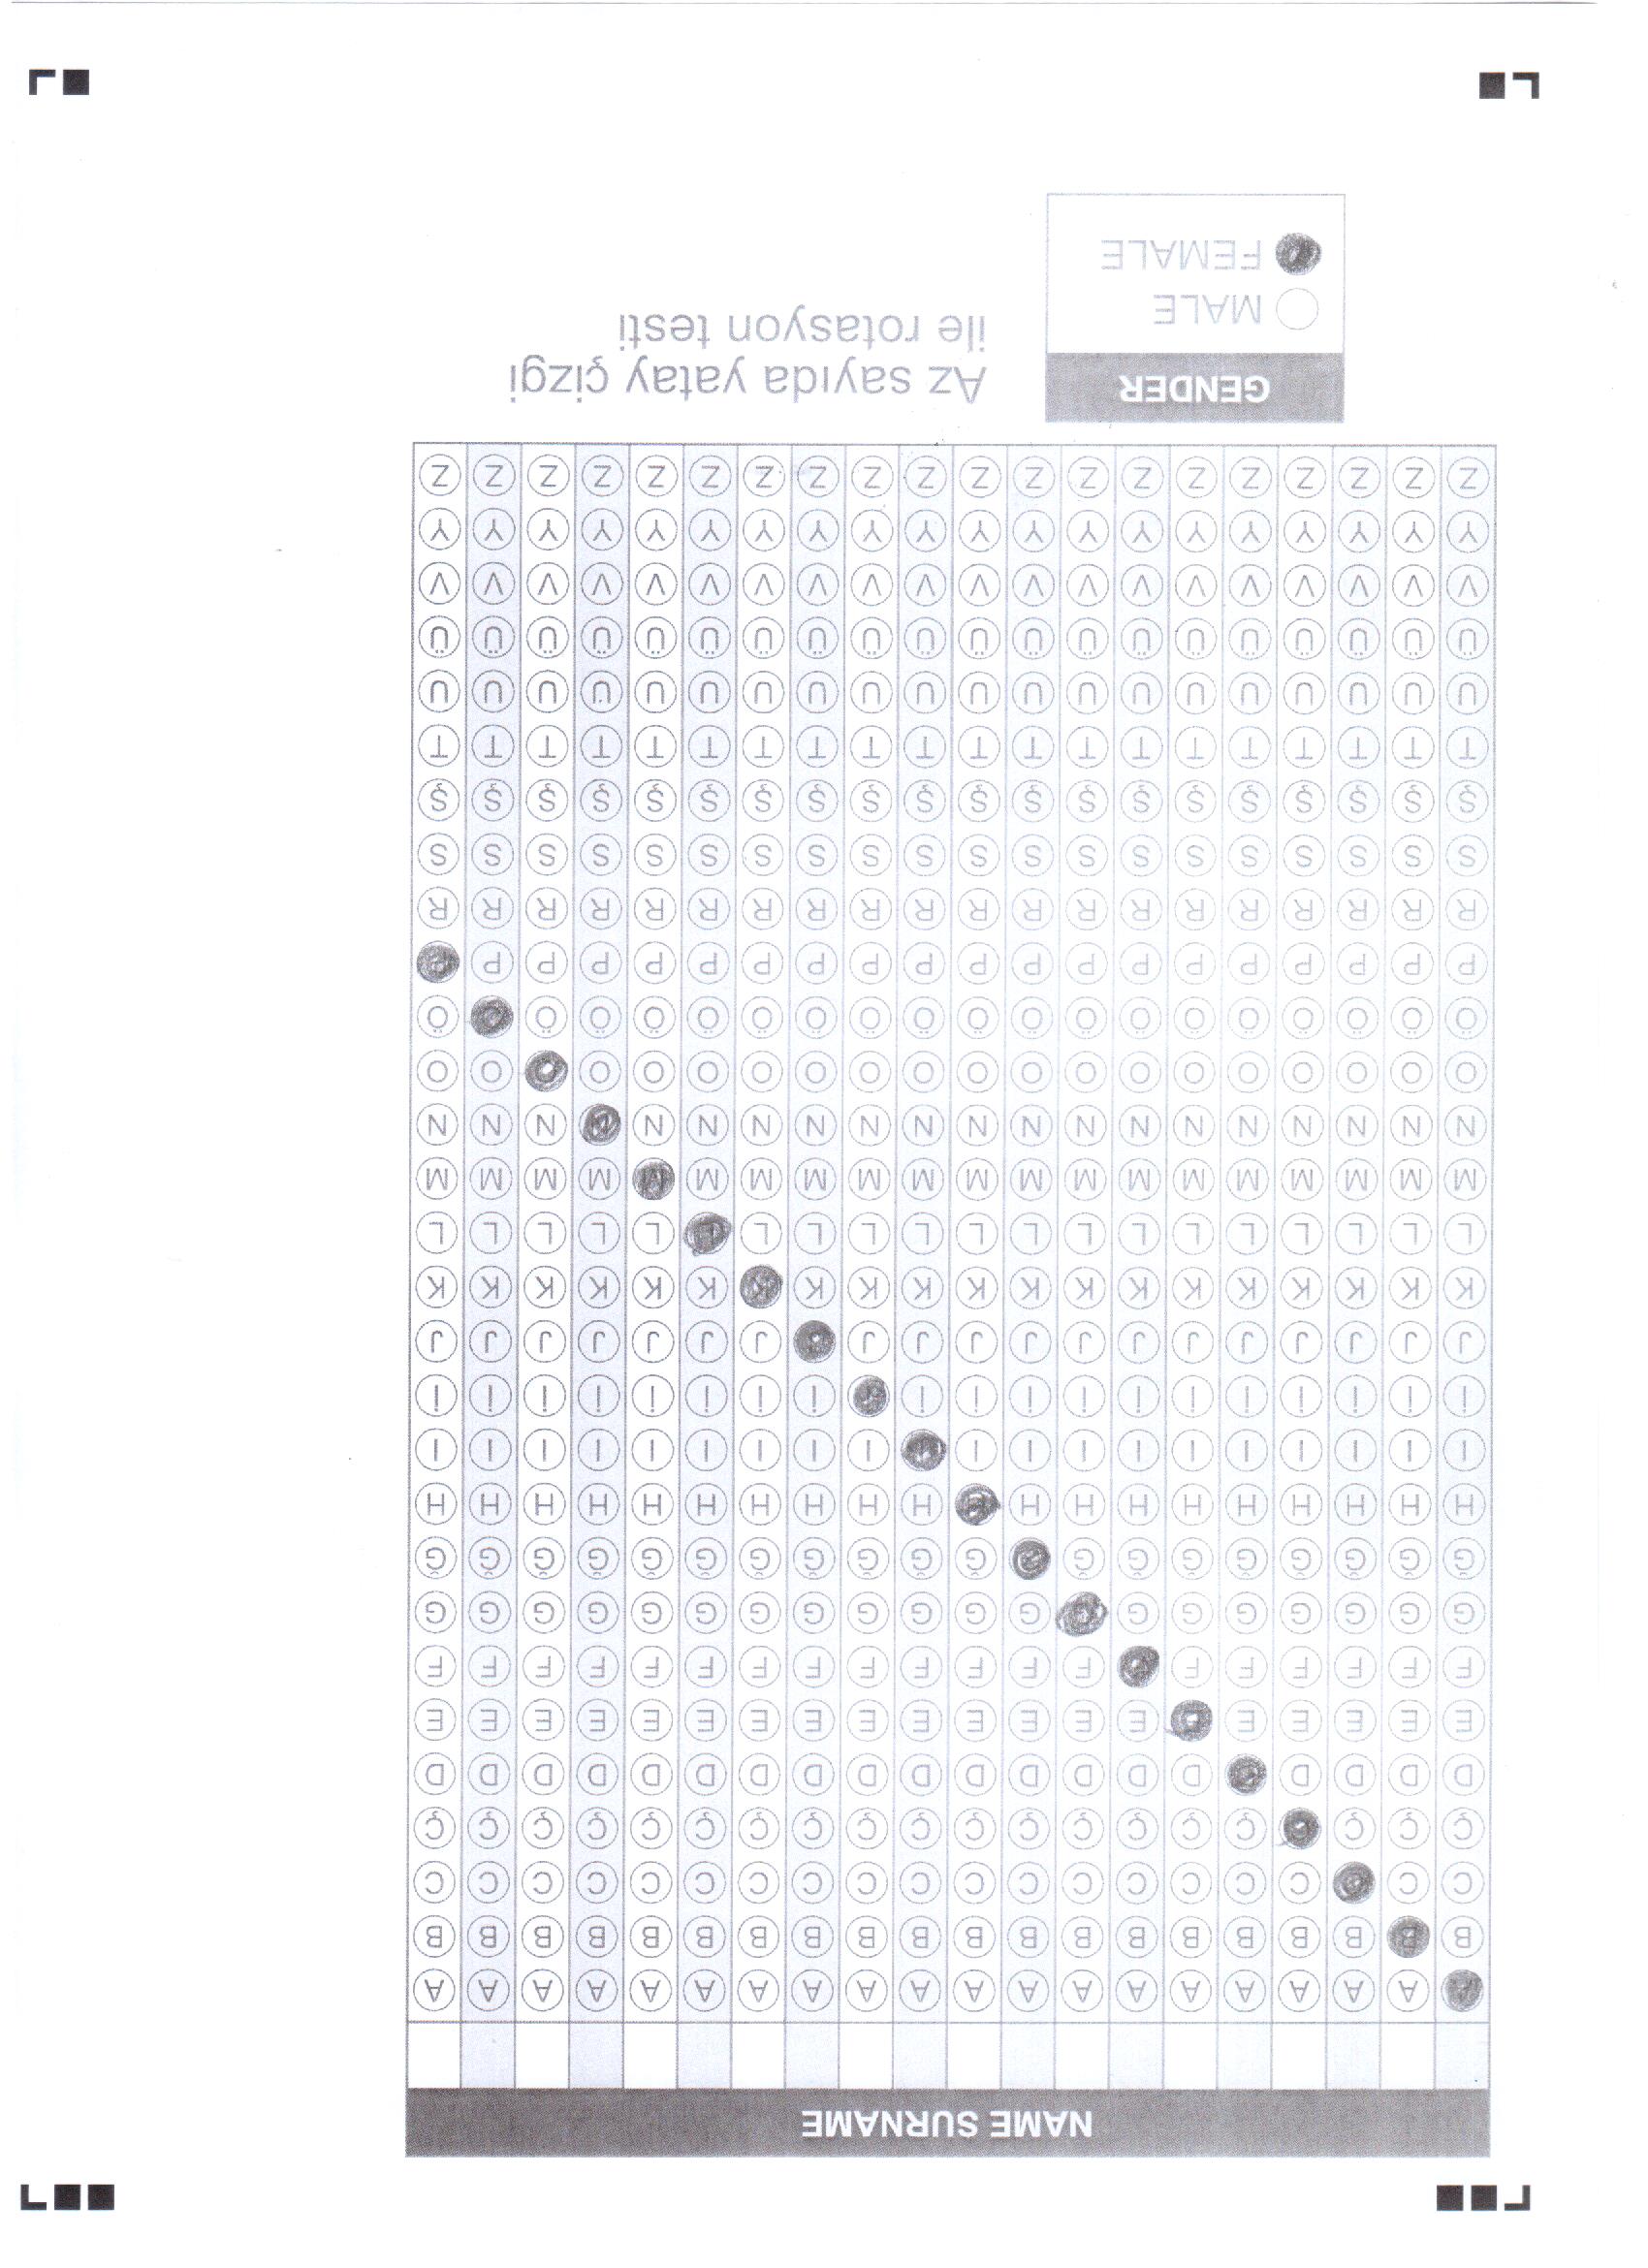 NAME SURNAME
A A A A A A A A A A A A A A A A A A A A
B B B B B B B B B B B B B B B B B B B B
C C C C C C C C C C C C C C C C C C C C
Ç Ç Ç Ç Ç Ç Ç Ç Ç Ç Ç Ç Ç Ç Ç Ç Ç Ç Ç Ç
D D D D D D D D D D D D D D D D D D D D
E E E E E E E E E E E E E E E E E E E E
F F F F F F F F F F F F F F F F F F F F
G G G G G G G G G G G G G G G G G G G G
Ğ Ğ Ğ Ğ Ğ Ğ Ğ Ğ Ğ Ğ Ğ Ğ Ğ Ğ Ğ Ğ Ğ Ğ Ğ Ğ
H H H H H H H H H H H H H H H H H H H H
I I I I I I I I I I I I I I I I I I I I
İ İ İ İ İ İ İ İ İ İ İ İ İ İ İ İ İ İ İ İ
J J J J J J J J J J J J J J J J J J J J
K K K K K K K K K K K K K K K K K K K K
L L L L L L L L L L L L L L L L L L L L
M M M M M M M M M M M M M M M M M M M M
N N N N N N N N N N N N N N N N N N N N
O O O O O O O O O O O O O O O O O O O O
Ö Ö Ö Ö Ö Ö Ö Ö Ö Ö Ö Ö Ö Ö Ö Ö Ö Ö Ö Ö
P P P P P P P P P P P P P P P P P P P P
R R R R R R R R R R R R R R R R R R R R
S S S S S S S S S S S S S S S S S S S S
Ş Ş Ş Ş Ş Ş Ş Ş Ş Ş Ş Ş Ş Ş Ş Ş Ş Ş Ş Ş
T T T T T T T T T T T T T T T T T T T T
U U U U U U U U U U U U U U U U U U U U
Ü Ü Ü Ü Ü Ü Ü Ü Ü Ü Ü Ü Ü Ü Ü Ü Ü Ü Ü Ü
V V V V V V V V V V V V V V V V V V V V
Y Y Y Y Y Y Y Y Y Y Y Y Y Y Y Y Y Y Y Y
Z Z Z Z Z Z Z Z Z Z Z Z Z Z Z Z Z Z Z Z
GENDER
MALE
FEMALE
Az sayıda yatay çizgi
ile rotasyon testi